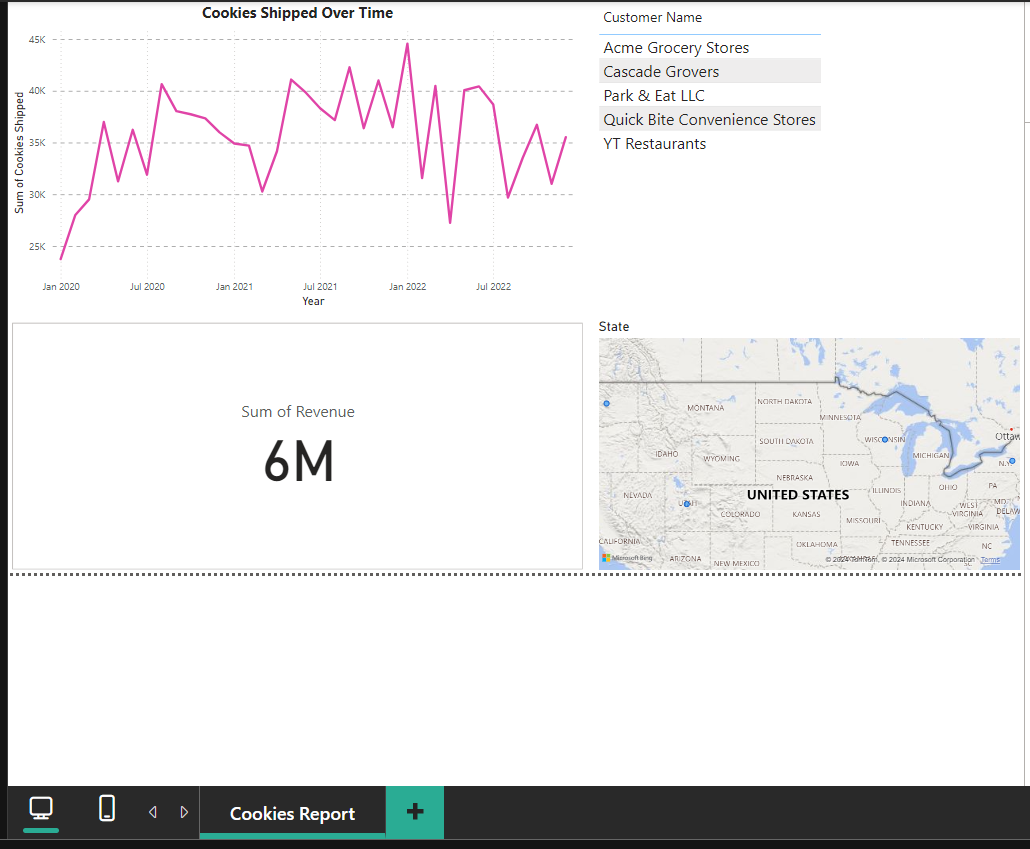 Cookies Shipped Over Time
Sum of Cookies Shipped
45K
40K
35K
30K
25K
Jan 2020
Jul 2020
Jan 2021
Jul 2021
Jan 2022
Jul 2022
Year
Customer Name
Acme Grocery Stores
Cascade Grovers
Park & Eat LLC
Quick Bite Convenience Stores
YT Restaurants
Sum of Revenue
6M
State
MONTANA
NORTH DAKOTA
MINNESOTA
Ottaw
SOUTH DAKOTA
WISCONSIN
IDAHO
WYOMING
IOWA
MICHIGAN
N.Y.
NEBRASKA
NEVADA
UTAH
UNITED STATES
ILLINOIS
INDIANA
OHIO
PA
COLORADO
KANSAS
MISSOURI
WEST
VIRGINIA
MD
DELAW
KENTUCKY
VIRGINIA
CALIFORNIA
OKLAHOMA
TENNESSEE
NC
ARIZONA
NEW MEXICO
SC
Microsoft Bing
© 2024 TomTom, © 2024 Microsoft Corporation
Terms
Cookies Report
+